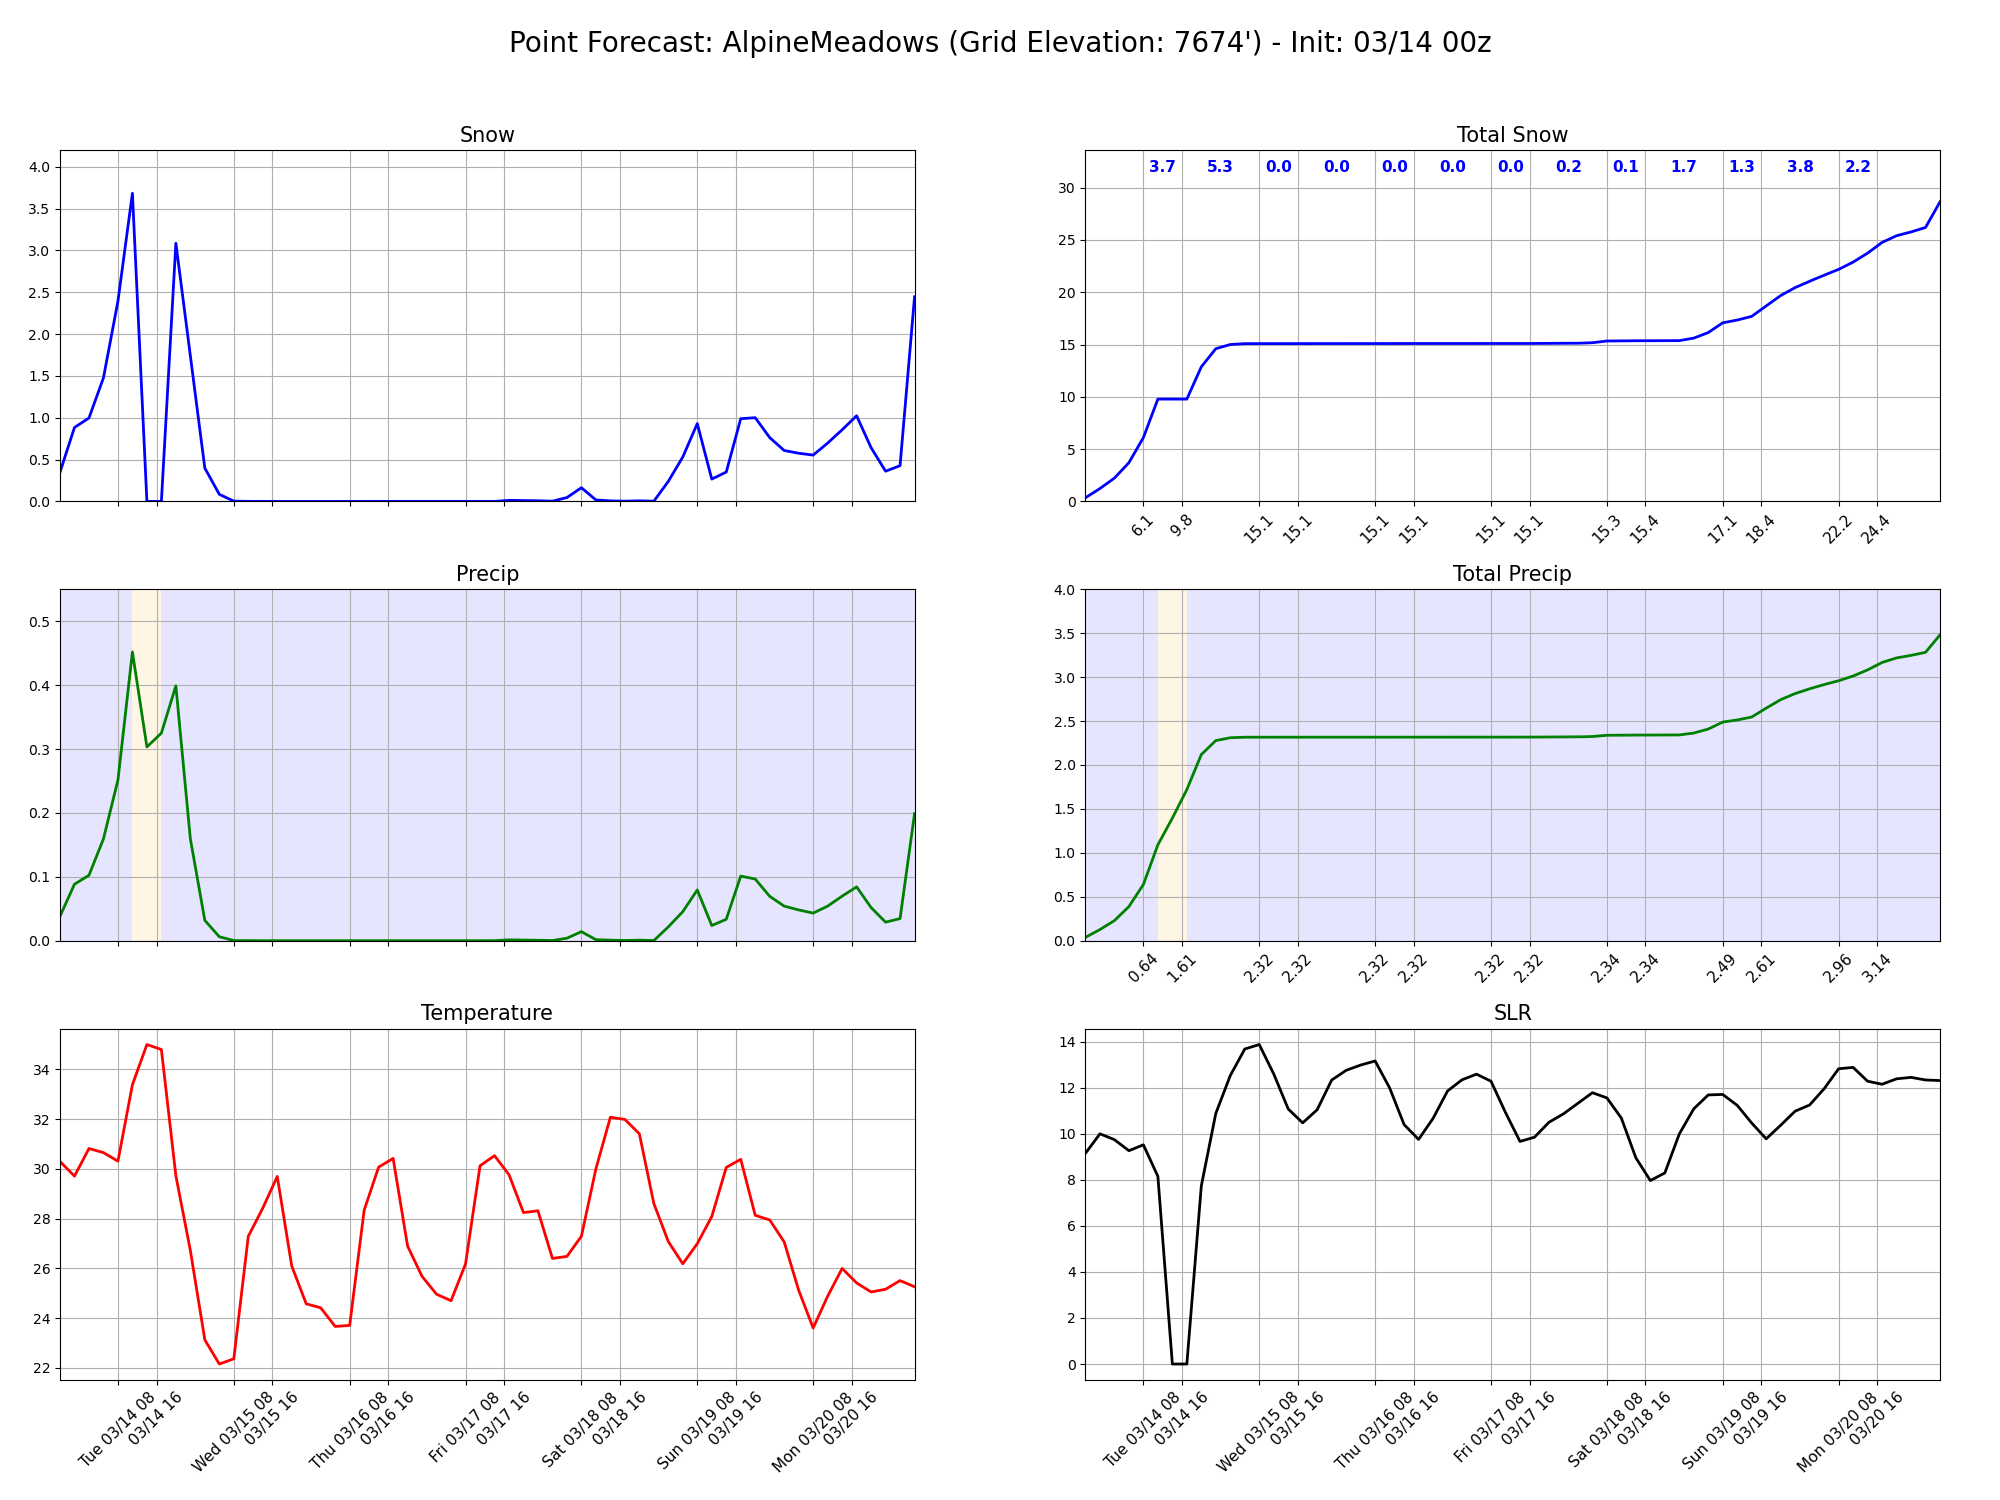 Point Forecast: AlpineMeadows (Grid Elevation: 7674') - Init: 03/14 00z
Snow
4.0
3.5
3.0
2.5
2.0
1.5
1.0
0.5
0.0
Total Snow
3.7 5.3 0.0 0.0 0.0 0.0 0.0 0.2 0.1 1.7 1.3 3.8 2.2
30
25
20
15
10
5
0
6.1 9.8 15.1 15.1 15.1 15.1 15.1 15.1 15.3 15.4 17.1 18.4 22.2 24.4
Precip
0.5
0.4
0.3
0.2
0.1
0.0
Total Precip
4.0
3.5
3.0
2.5
2.0
1.5
1.0
0.5
0.0
0.64 1.61 2.32 2.32 2.32 2.32 2.32 2.32 2.34 2.34 2.49 2.61 2.96 3.14
Temperature
34
32
30
28
26
24
22
Tue 03/14 08
03/14 16
Wed 03/15 08
03/15 16
Thu 03/16 08
03/16 16
Fri 03/17 08
03/17 16
Sat 03/18 08
03/18 16
Sun 03/19 08
03/19 16
Mon 03/20 08
03/20 16
SLR
14
12
10
8
6
4
2
0
Tue 03/14 08
03/14 16
Wed 03/15 08
03/15 16
Thu 03/16 08
03/16 16
Fri 03/17 08
03/17 16
Sat 03/18 08
03/18 16
Sun 03/19 08
03/19 16
Mon 03/20 08
03/20 16